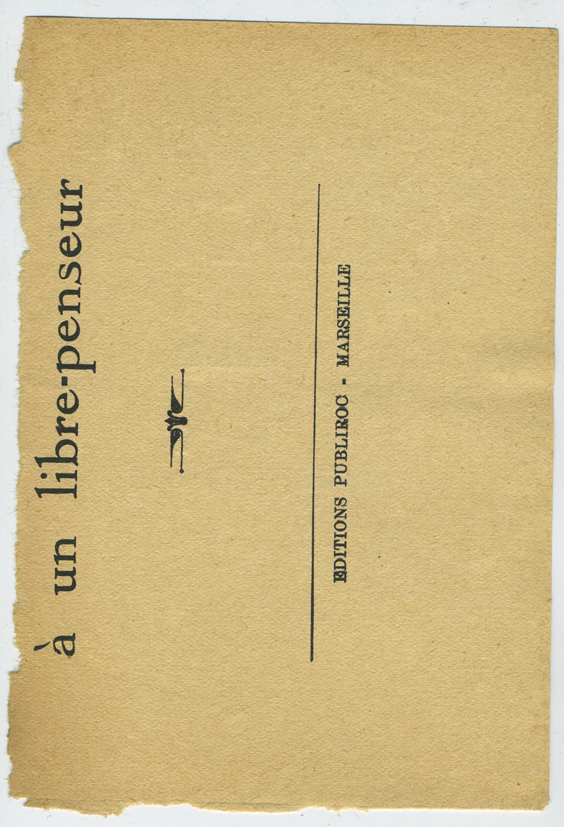 à un libre-penseur
EDITIONS PUBLIROC - MARSEILLE